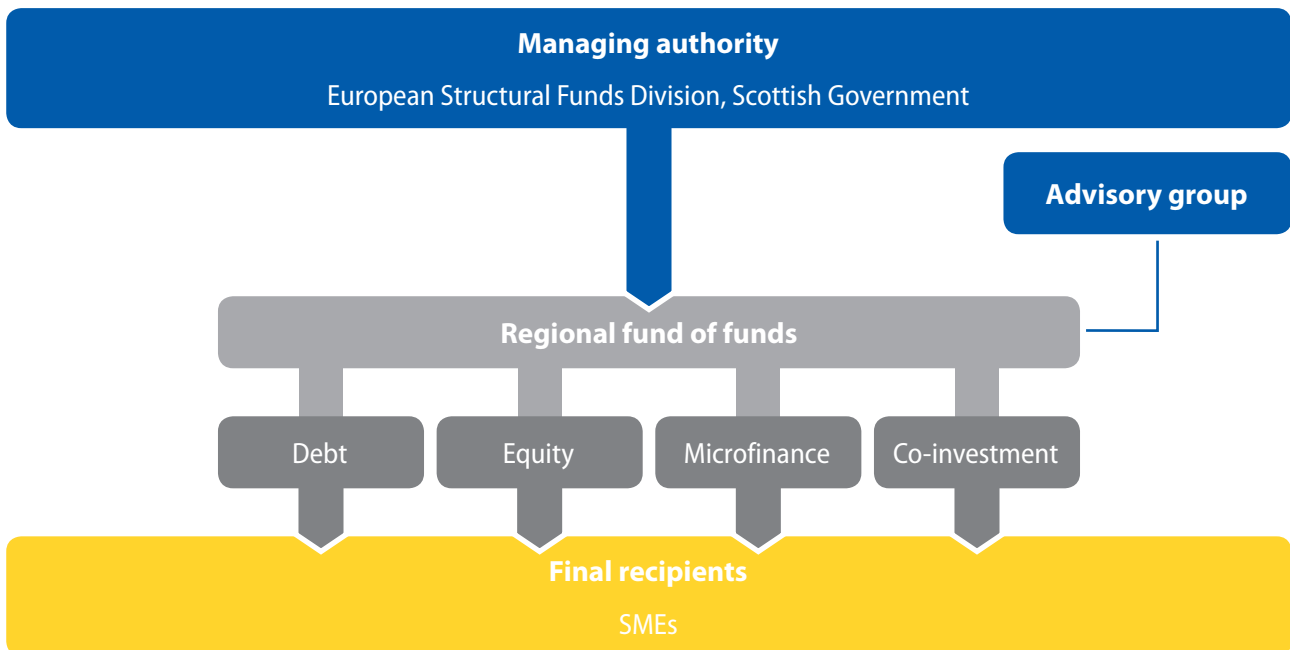 Managing authority
European Structural Funds Division, Scottish Government
Advisory group
Regional fund of funds
Debt
Equity
Microfinance
Co-investment
Final recipients
SMEs